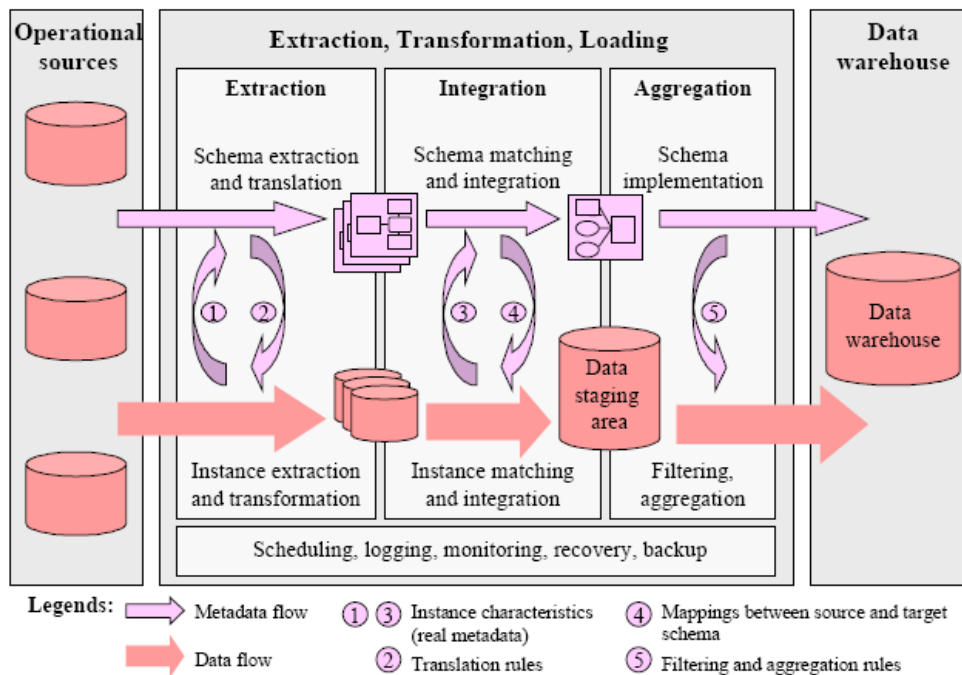 Operational
sources
Extraction, Transformation, Loading
Data
warehouse
Extraction
Integration
Aggregation
Schema extraction
and translation
Schema matching
and integration
Schema
implementation
1
2
3
4
5
Data
warehouse
Data
staging
area
Instance extraction
and transformation
Instance matching
and integration
Filtering,
aggregation
Scheduling, logging, monitoring, recovery, backup
Legends:
Metadata flow
1 3 Instance characteristics
(real metadata)
4 Mappings between source and target
schema
Data flow
2 Translation rules
5 Filtering and aggregation rules